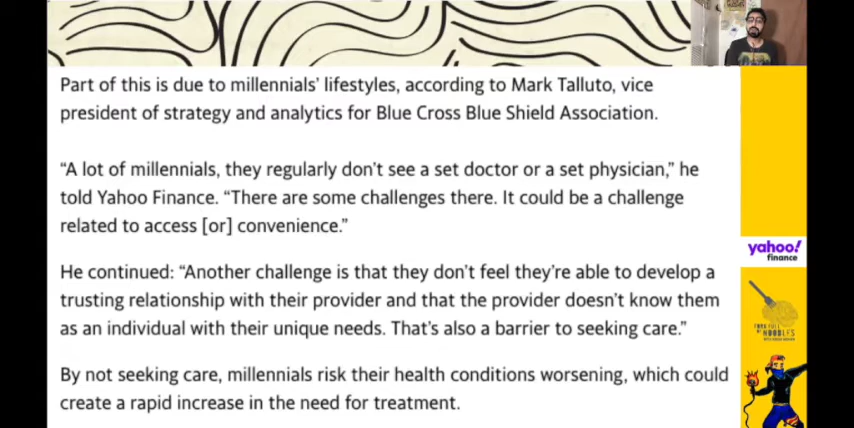 Part of this is due to millennials' lifestyles, according to Mark Talluto, vice
president of strategy and analytics for Blue Cross Blue Shield Association.
“A lot of millennials, they regularly don't see a set doctor or a set physician,” he
told Yahoo Finance. “There are some challenges there. It could be a challenge
related to access [or] convenience.”
He continued: “Another challenge is that they don't feel they're able to develop a
trusting relationship with their provider and that the provider doesn't know them
as an individual with their unique needs. That's also a barrier to seeking care.”
By not seeking care, millennials risk their health conditions worsening, which could
create a rapid increase in the need for treatment.
yahoo!
finance
FORK FULL
OF NOODLES